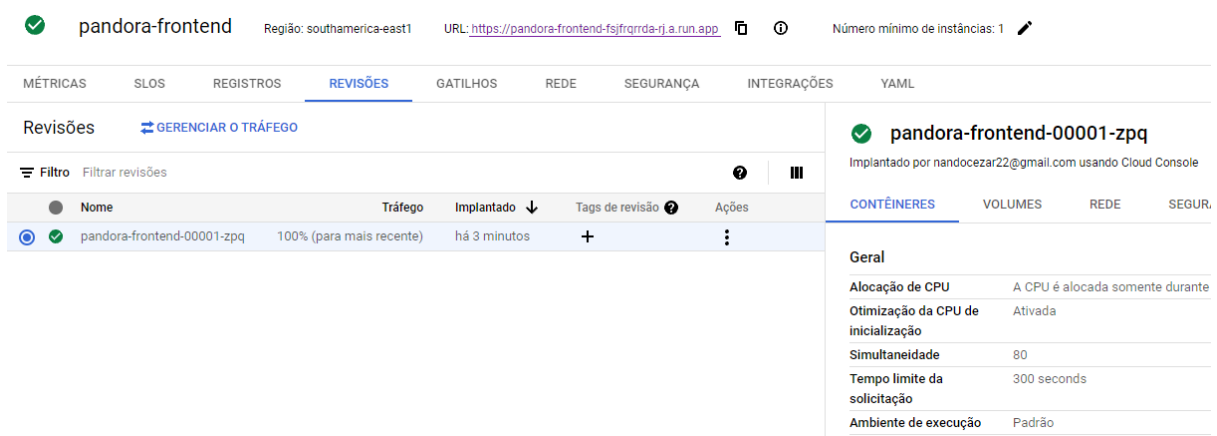 pandora-frontend Região: southamerica-east1 URL: https://pandora-frontend-fsjfrqrrda-rj.a.run.app Número mínimo de instâncias: 1
MÉTRICAS SLOS REGISTROS REVISÕES GATILHOS REDE SEGURANÇA INTEGRAÇÕES YAML
Revisões GERENCIAR O TRÁFEGO
Filtro Filtrar revisões
Nome Tráfego Implantado Tags de revisão Ações
pandora-frontend-00001-zpq 100% (para mais recente) há 3 minutos
pandora-frontend-00001-zpq
Implantado por nandocezar22@gmail.com usando Cloud Console
CONTÊINERES VOLUMES REDE SEGURA
Geral
Alocação de CPU A CPU é alocada somente durante
Otimização da CPU de Ativada
inicialização
Simultaneidade 80
Tempo limite da 300 seconds
solicitação
Ambiente de execução Padrão